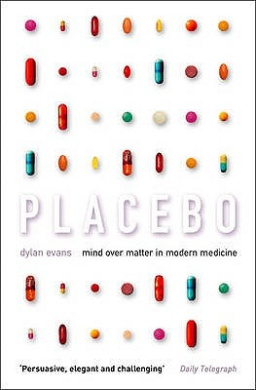 PLACEBO
dylan evans mind over matter in modern medicine
'Persuasive, elegant and challenging' Daily Telegraph